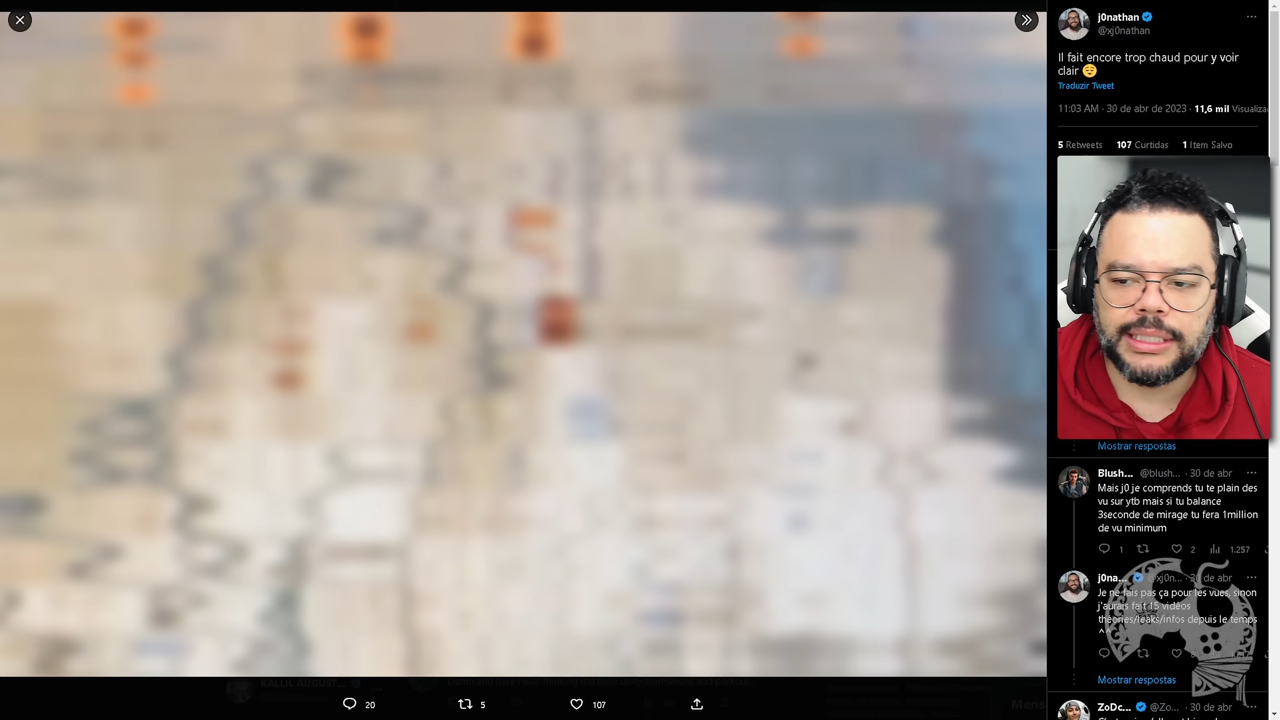 j0nathan
@xj0nathan
Il fait encore trop chaud pour y voir
clair 😌
Traduzir Tweet
11:03 AM · 30 de abr de 2023 · 11,6 mil Visualiza
5 Retweets 107 Curtidas 1 Item Salvo
Mostrar respostas
Blush... @blush... · 30 de abr
Mais j0 je comprends tu te plain des
vu sur ytb mais si tu balance
3seconde de mirage tu fera 1million
de vu minimum
1 2 1.257
j0na... @xj0n... · 30 de abr
Je ne fais pas ça pour les vues, sinon
j'aurais fait 15 vidéos
théories/leaks/infos depuis le temps
^^
Mostrar respostas
ZoDc... @Zo... · 30 de abr
KALLIL AUGUST...
20 5 107
Mens